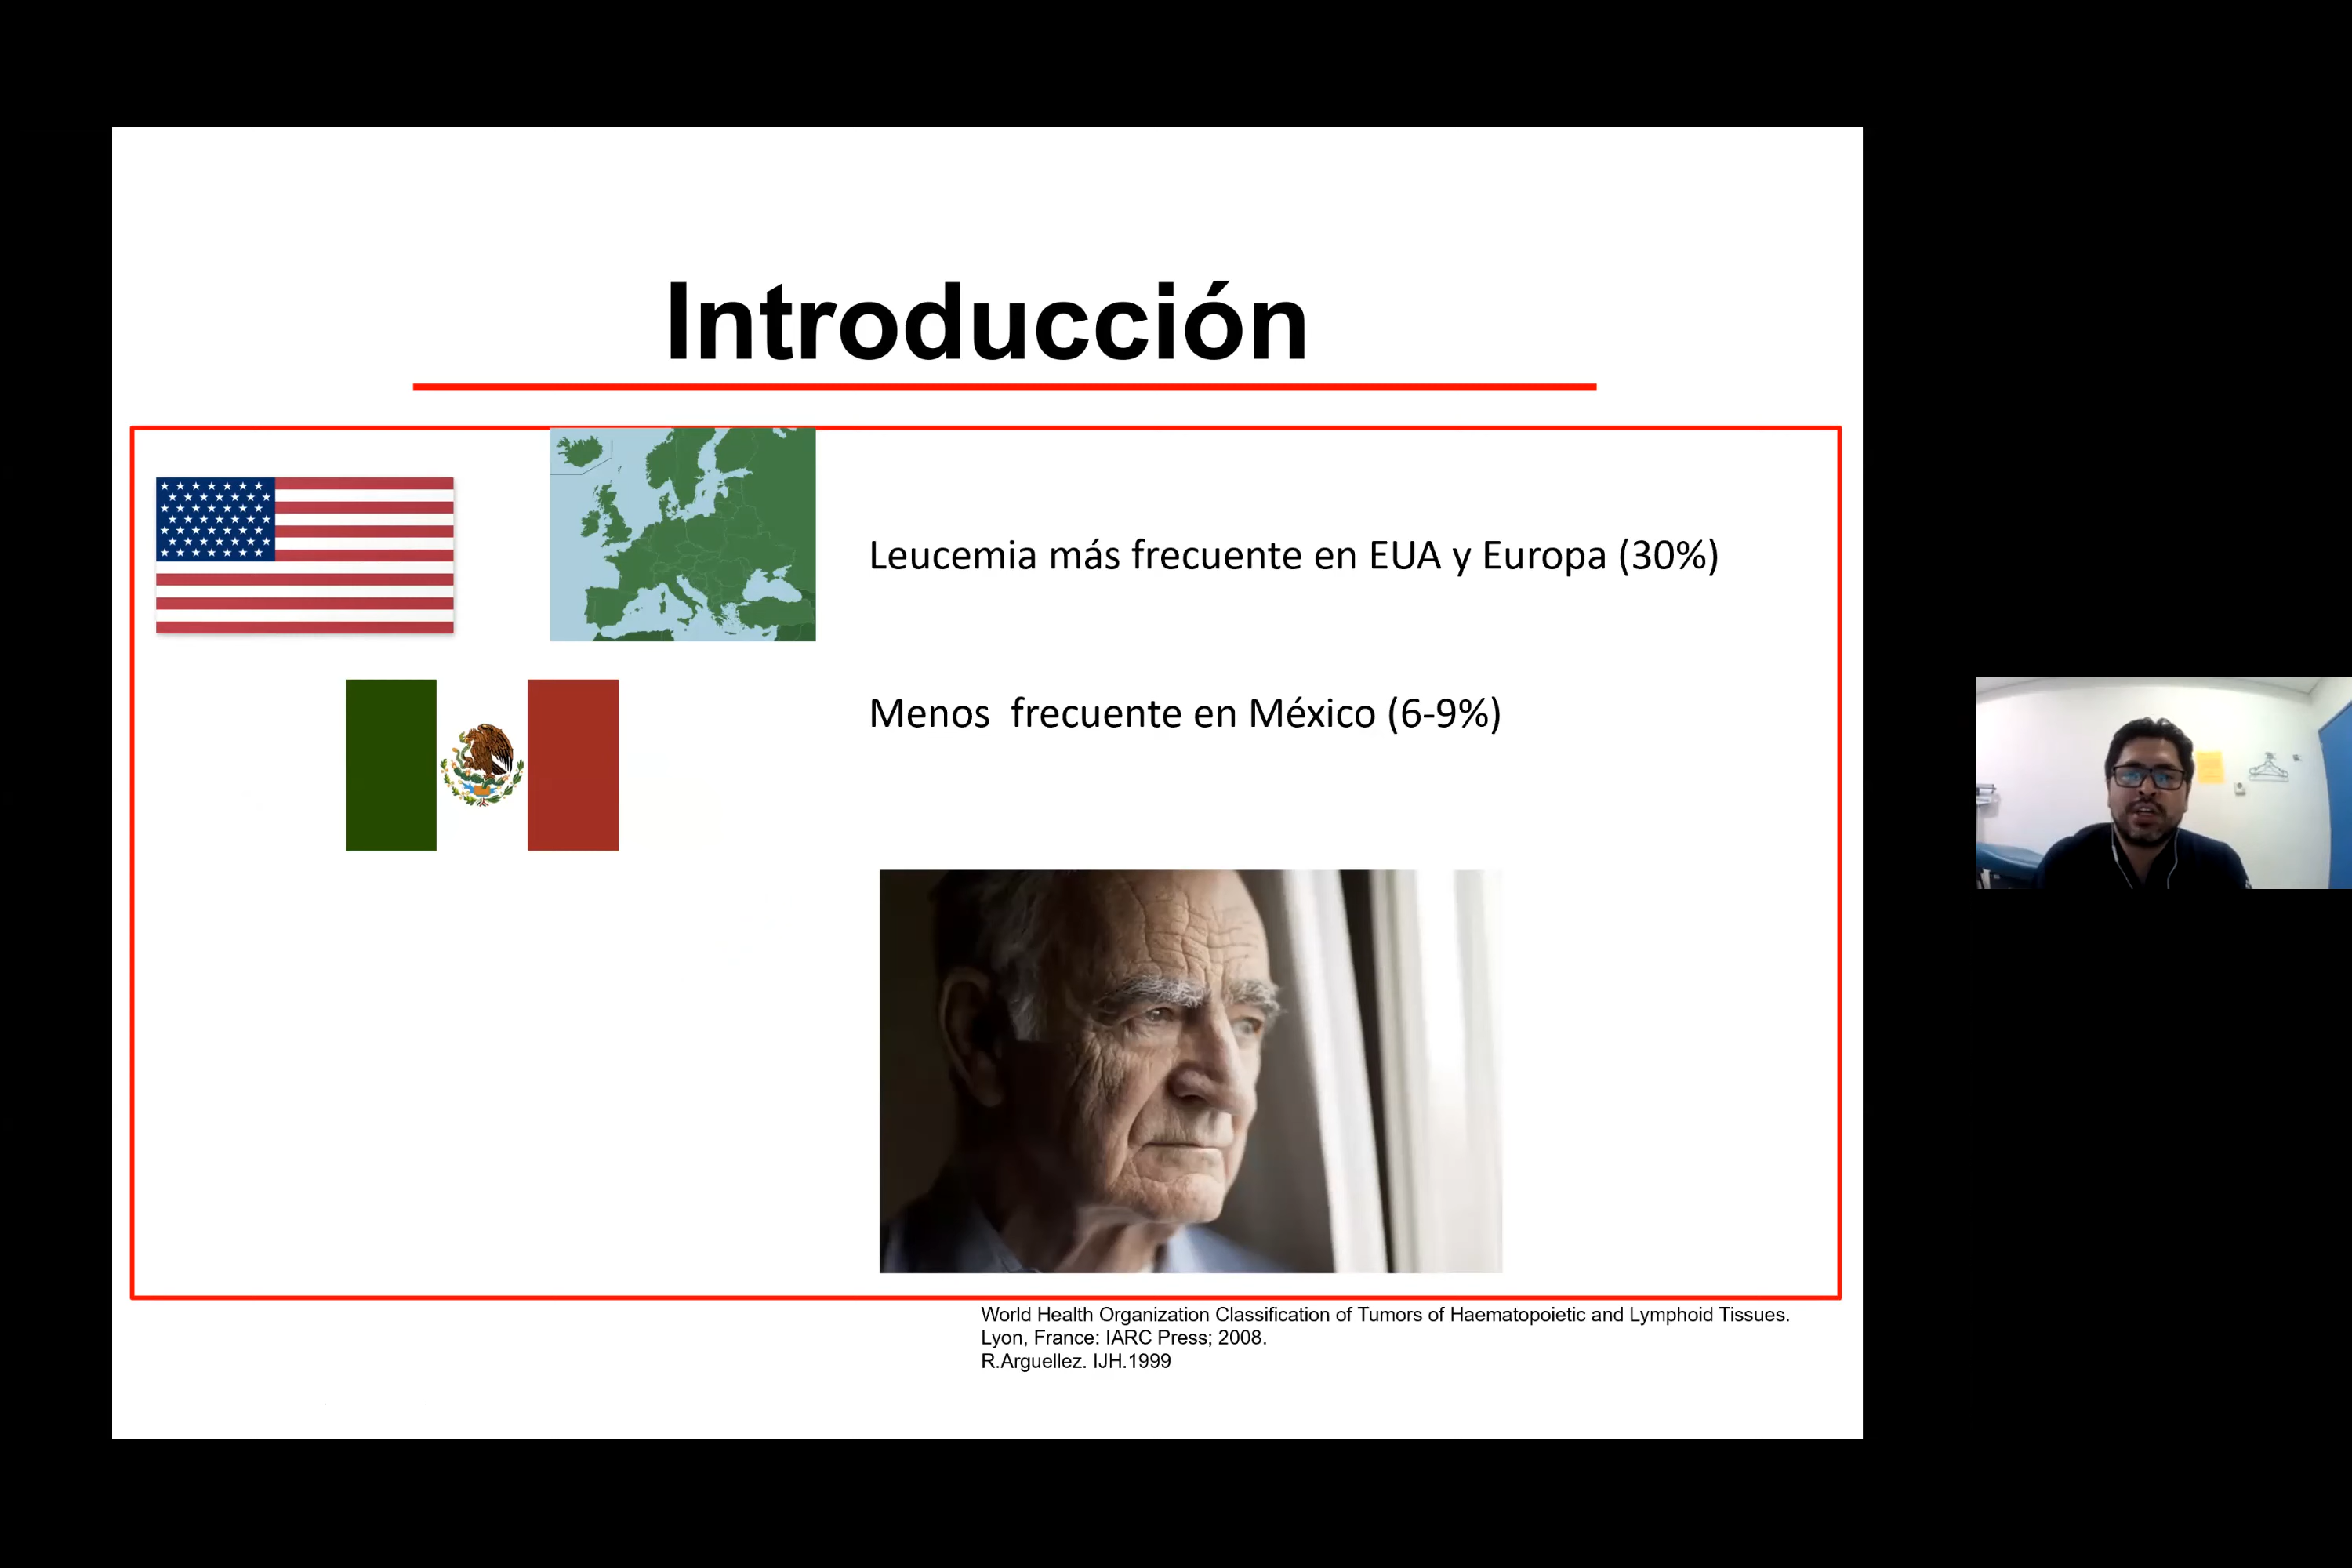 Introducción
Leucemia más frecuente en EUA y Europa (30%)
Menos  frecuente en México (6-9%)
World Health Organization Classification of Tumors of Haematopoietic and Lymphoid Tissues.
Lyon, France: IARC Press; 2008.
R.Arguellez. IJH.1999